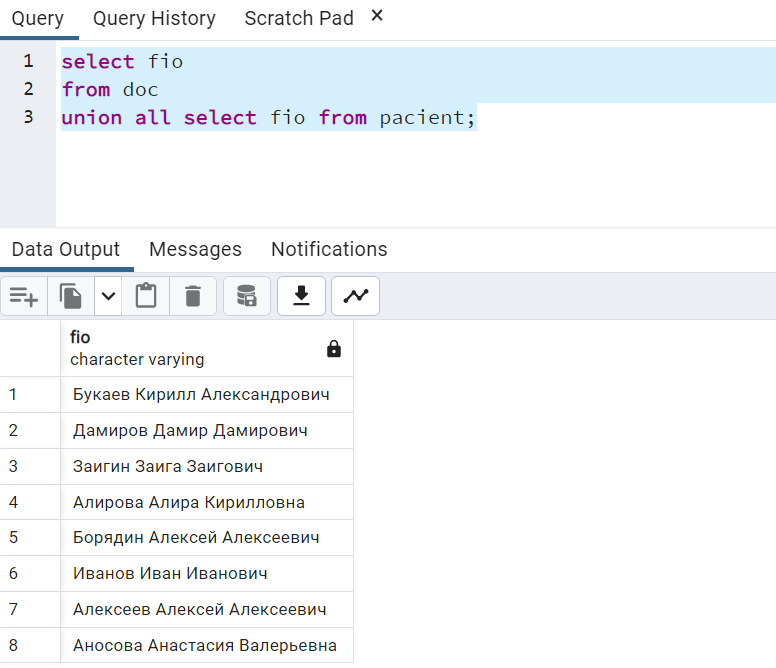 Query Query History Scratch Pad ×
1 select fio
2 from doc
3 union all select fio from pacient;
Data Output Messages Notifications
fio
character varying
1 Букаев Кирилл Александрович
2 Дамиров Дамир Дамирович
3 Заигин Заига Заигович
4 Алирова Алира Кирилловна
5 Борядин Алексей Алексеевич
6 Иванов Иван Иванович
7 Алексеев Алексей Алексеевич
8 Аносова Анастасия Валерьевна